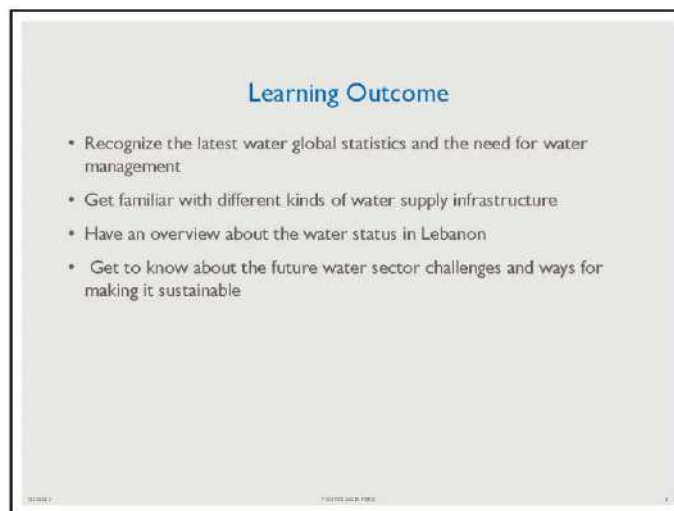 Learning Outcome
• Recognize the latest water global statistics and the need for water
management
• Get familiar with different kinds of water supply infrastructure
• Have an overview about the water status in Lebanon
• Get to know about the future water sector challenges and ways for
making it sustainable